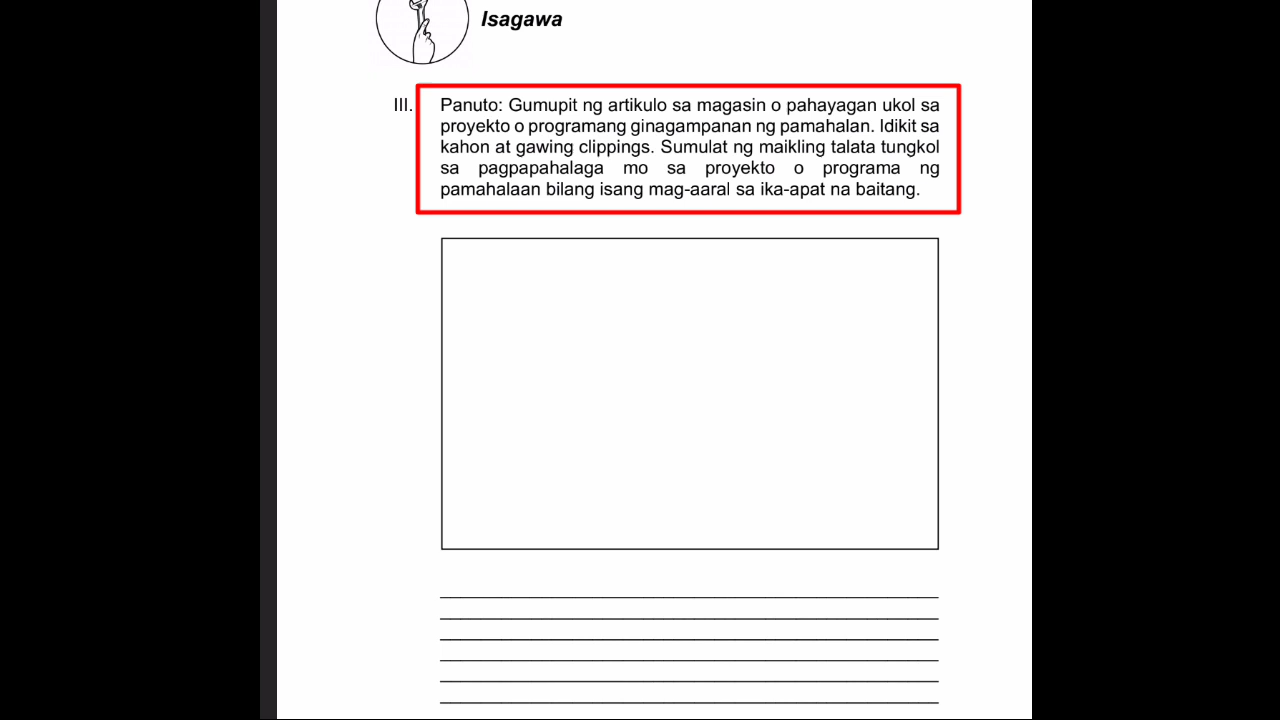 Isagawa
III. Panuto: Gumupit ng artikulo sa magasin o pahayagan ukol sa
proyekto o programang ginagampanan ng pamahalan. Idikit sa
kahon at gawing clippings. Sumulat ng maikling talata tungkol
sa pagpapahalaga mo sa proyekto o programa ng
pamahalaan bilang isang mag-aaral sa ika-apat na baitang.